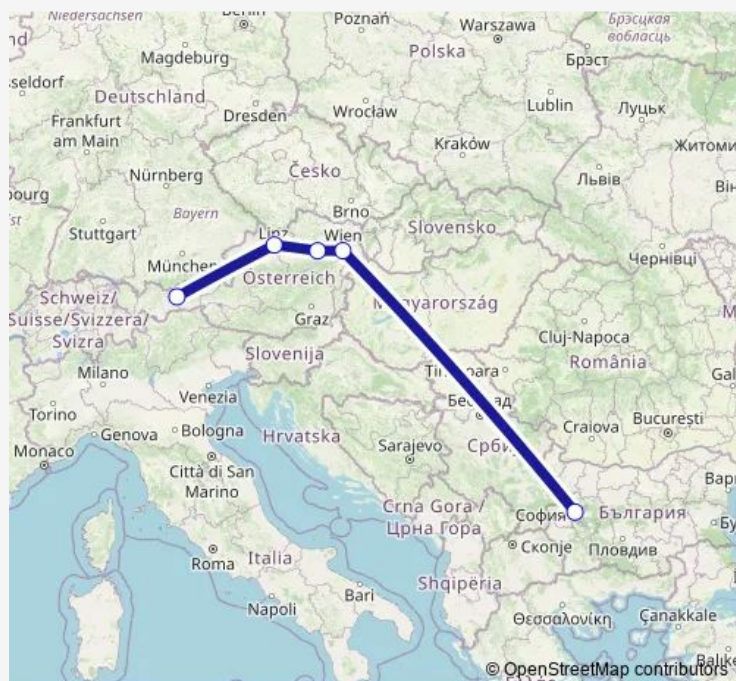 Niedersachsen
Poznań
Warszawa
Брэсцкая
вобласць
Magdeburg
Polska
Брэст
Deutschland
Lublin
Луцьк
Frankfurt
am Main
Dresden
Wrocław
Kraków
Житоми
Nürnberg
Česko
Львів
Він
Bayern
Brno
Stuttgart
Linz
Wien
Slovensko
Чернівці
München
Österreich
Magyarország
Schweiz/
Suisse/Svizzera/
Svizra
Graz
Cluj-Napoca
Slovenija
România
Milano
Venezia
Torino
Bologna
Genova
Hrvatska
Craiova
București
Monaco
Sarajevo
Città di San
Marino
Crna Gora /
Црна Гора
София
България
Скопје
Пловдив
Roma
Italia
Shqipëria
Napoli
Bari
Θεσσαλονίκη
Çanakkale
© OpenStreetMap contributors